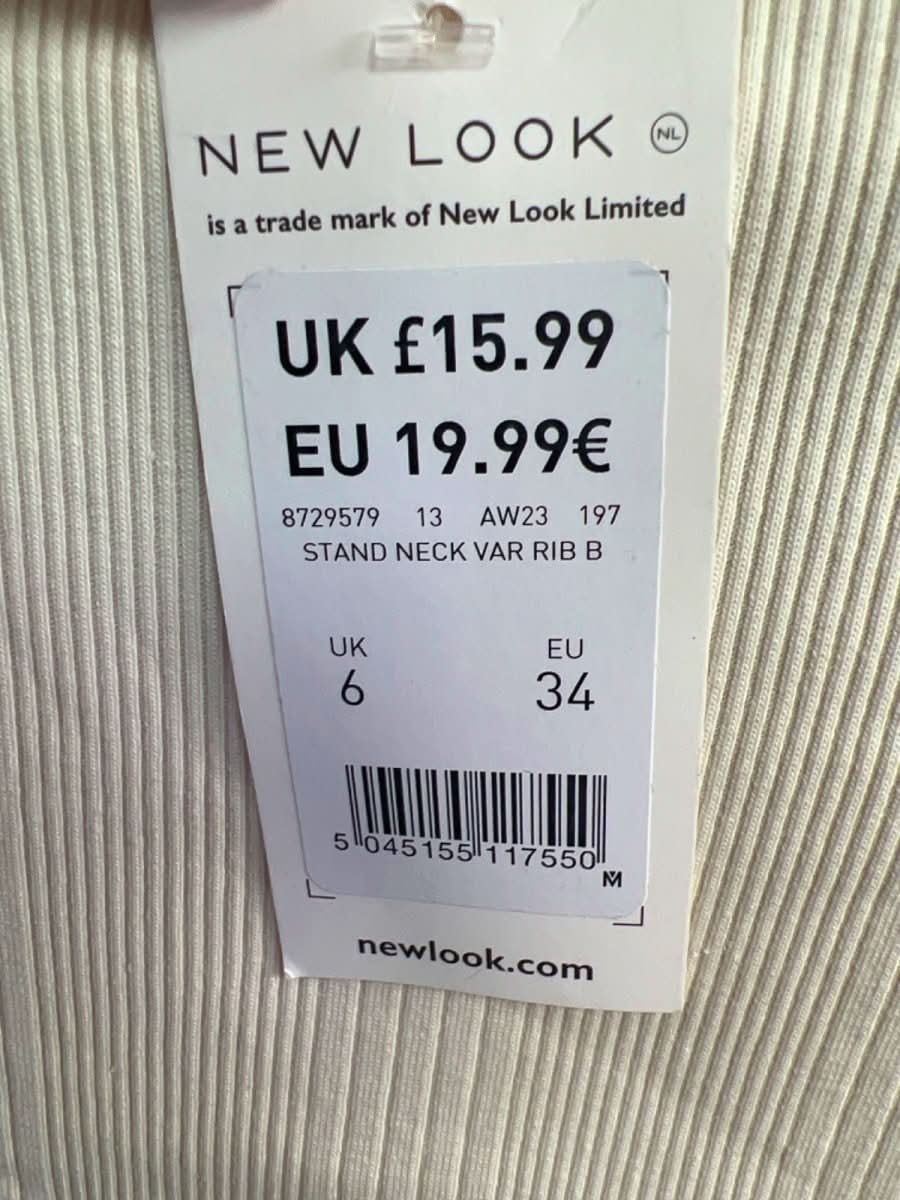 NEW LOOK NL
is a trade mark of New Look Limited
UK £15.99
EU 19.99€
8729579 13 AW23 197
STAND NECK VAR RIB B
UK EU
6 34
5 045155 117550
M
newlook.com